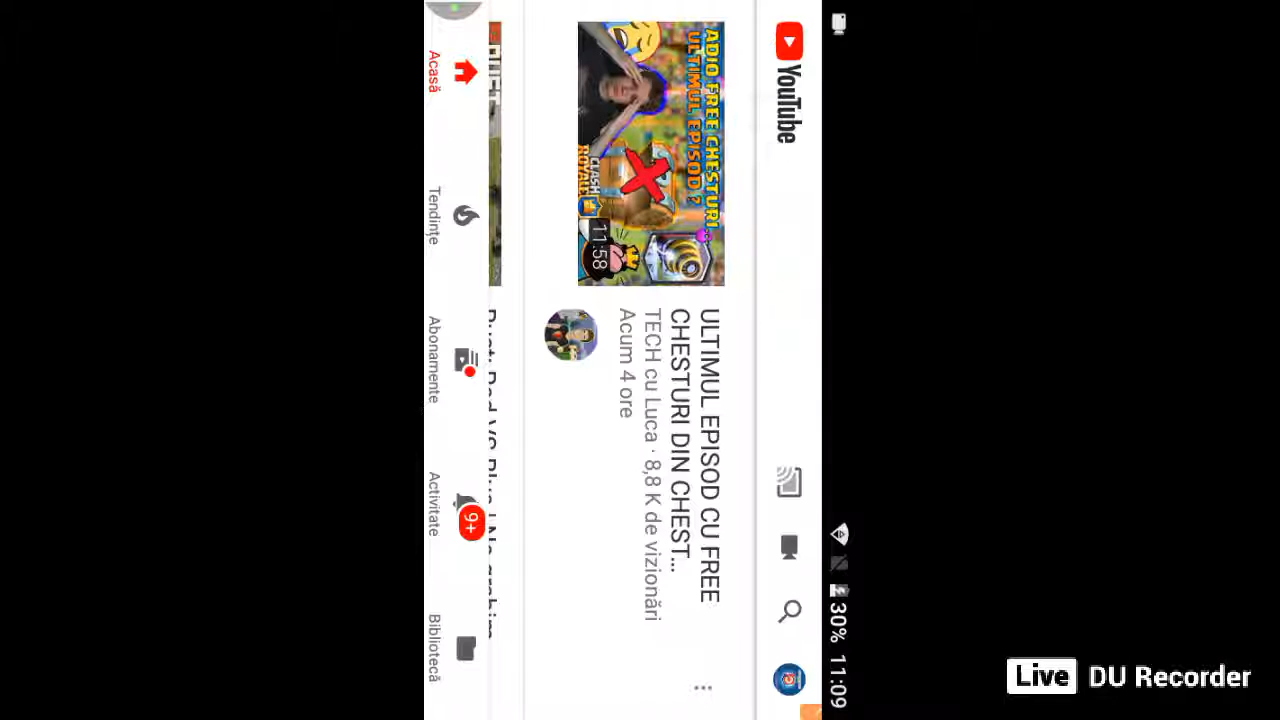 30% 11:09
YouTube
ADIO FREE CHESTURI
ULTIMUL EPISOD ?
CLASH
ROYALE
11:58
ULTIMUL EPISOD CU FREE
CHESTURI DIN CHEST...
TECH cu Luca · 8,8 K de vizionări
Acum 4 ore
9+
Acasă
Tendințe
Abonamente
Activitate
Bibliotecă
Live DU Recorder